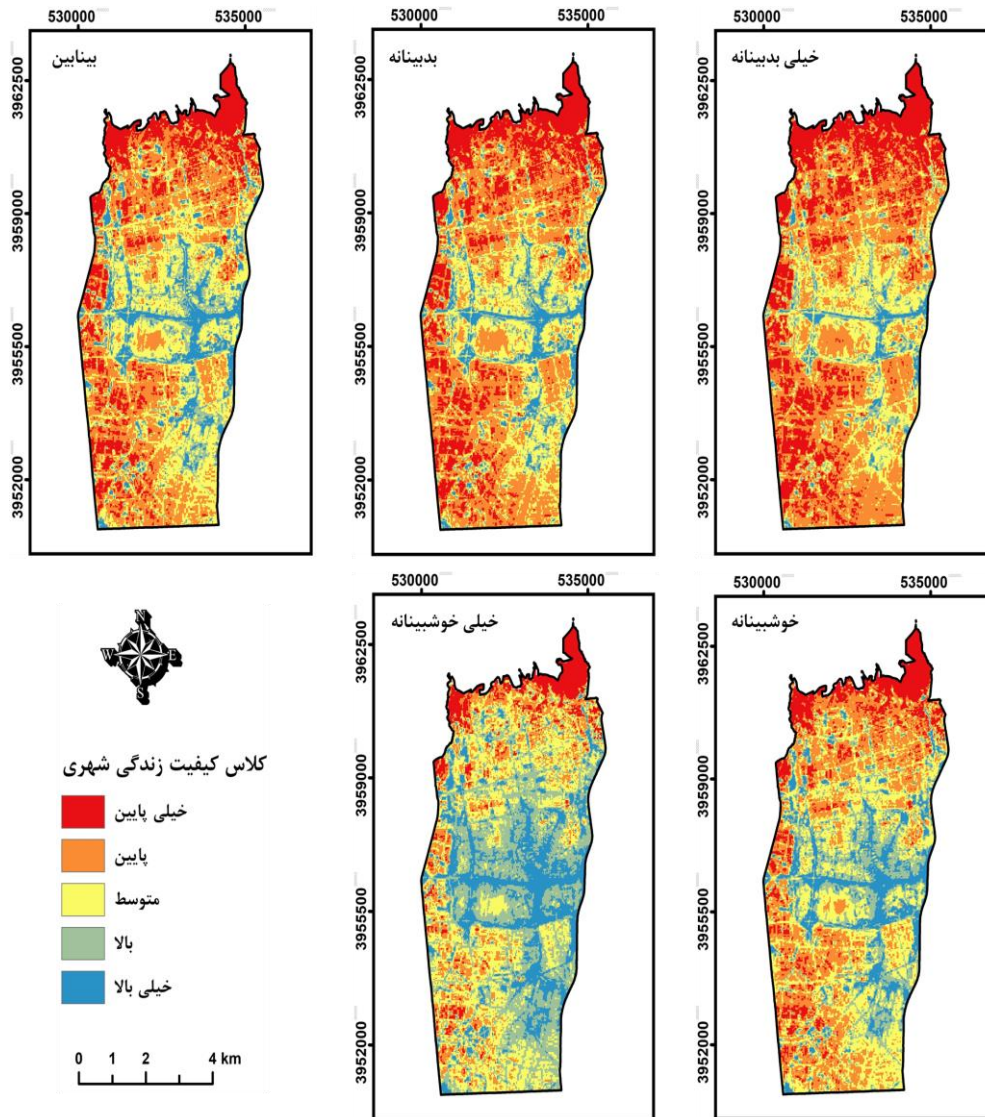 530000 535000
530000 535000
530000 535000
خیلی بدبینانه
بدبینانه
بینابین
3962500
3959000
3955500
3952000
3962500
3959000
3955500
3952000
3962500
3959000
3955500
3952000
530000 535000
530000 535000
خوشبینانه
خیلی خوشبینانه
3962500
3959000
3955500
3952000
3962500
3959000
3955500
3952000
N
W E
S
کلاس کیفیت زندگی شهری
خیلی پایین
پایین
متوسط
بالا
خیلی بالا
0 1 2 4 km